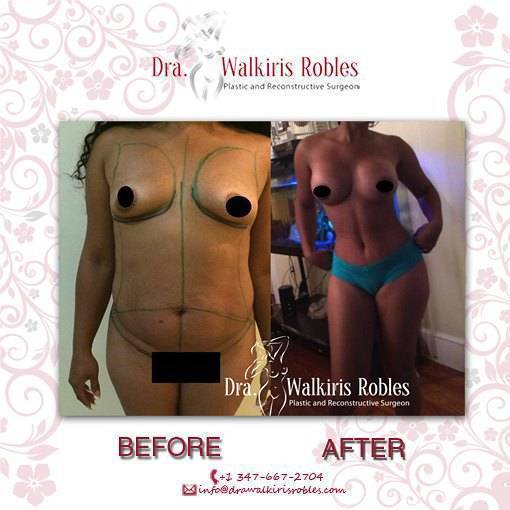 Dra. Walkiris Robles
Plastic and Reconstructive Surgeon
Dra. Walkiris Robles
Plastic and Reconstructive Surgeon
BEFORE AFTER
+1 347-667-2704
info@drawalkirisrobles.com